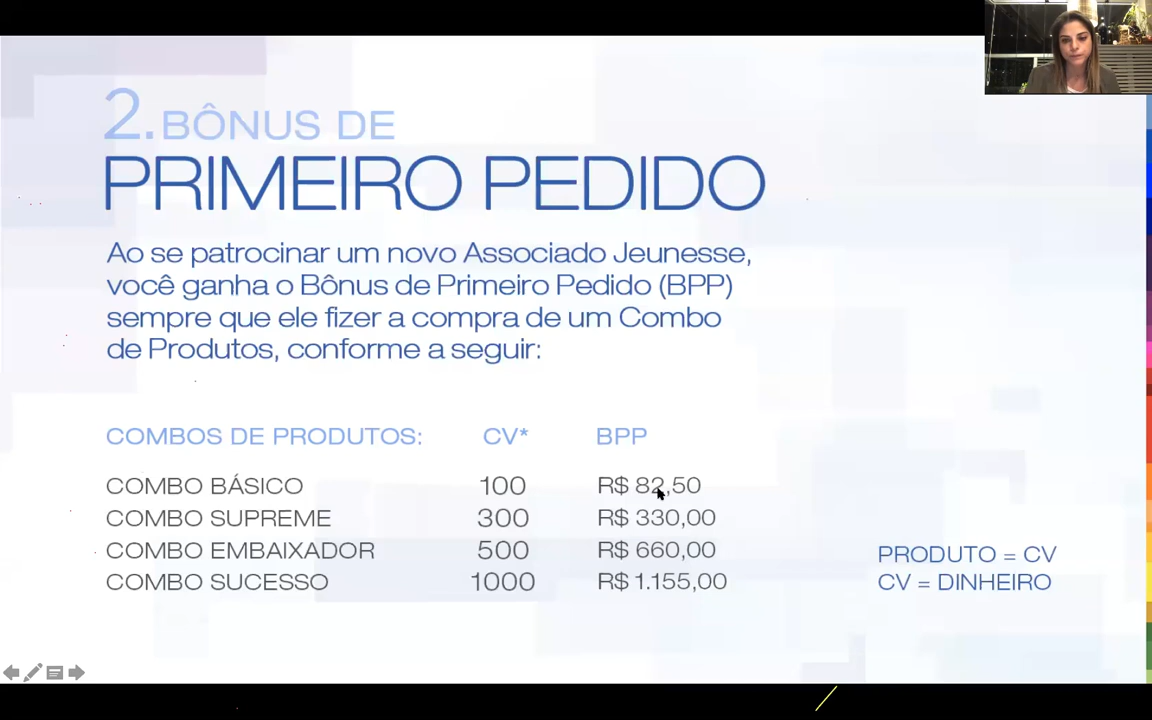 2. BÔNUS DE
PRIMEIRO PEDIDO
Ao se patrocinar um novo Associado Jeunesse,
você ganha o Bônus de Primeiro Pedido (BPP)
sempre que ele fizer a compra de um Combo
de Produtos, conforme a seguir:
COMBOS DE PRODUTOS: CV* BPP
COMBO BÁSICO 100 R$ 82,50
COMBO SUPREME 300 R$ 330,00
COMBO EMBAIXADOR 500 R$ 660,00
COMBO SUCESSO 1000 R$ 1.155,00
PRODUTO = CV
CV = DINHEIRO